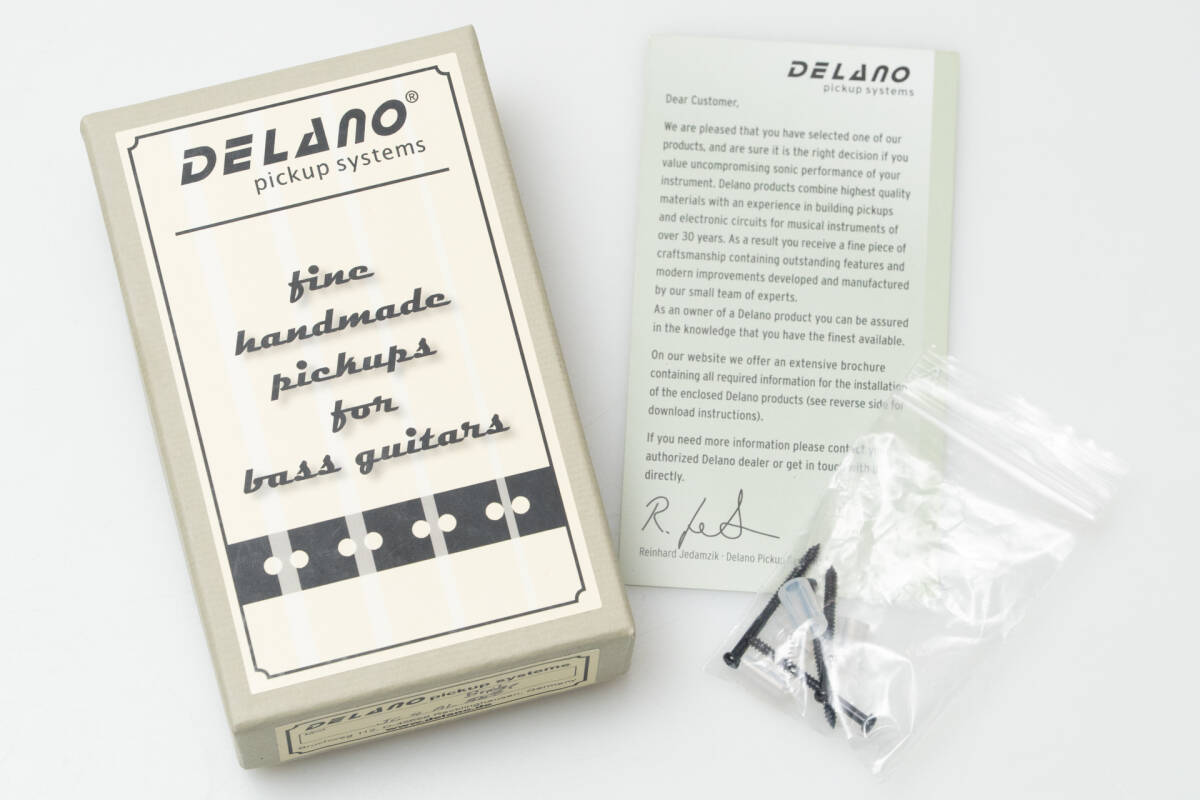 DELANO®
pickup systems
fine
handmade
pickups
for
bass guitars
DELANO pickup systems
D-45665 Recklinghausen, Germany
www.delano.de
DELANO
pickup systems
Dear Customer,
We are pleased that you have selected one of our
products, and are sure it is the right decision if you
value uncompromising sonic performance of your
instrument. Delano products combine highest quality
materials with an experience in building pickups
and electronic circuits for musical instruments of
over 30 years. As a result you receive a fine piece of
craftsmanship containing outstanding features and
modern improvements developed and manufactured
by our small team of experts.
As an owner of a Delano product you can be assured
in the knowledge that you have the finest available.
On our website we offer an extensive brochure
containing all required information for the installation
of the enclosed Delano products (see reverse side for
download instructions).
If you need more information please contact
authorized Delano dealer or get in touch with
directly.
Reinhard Jedamzik · Delano Pickup